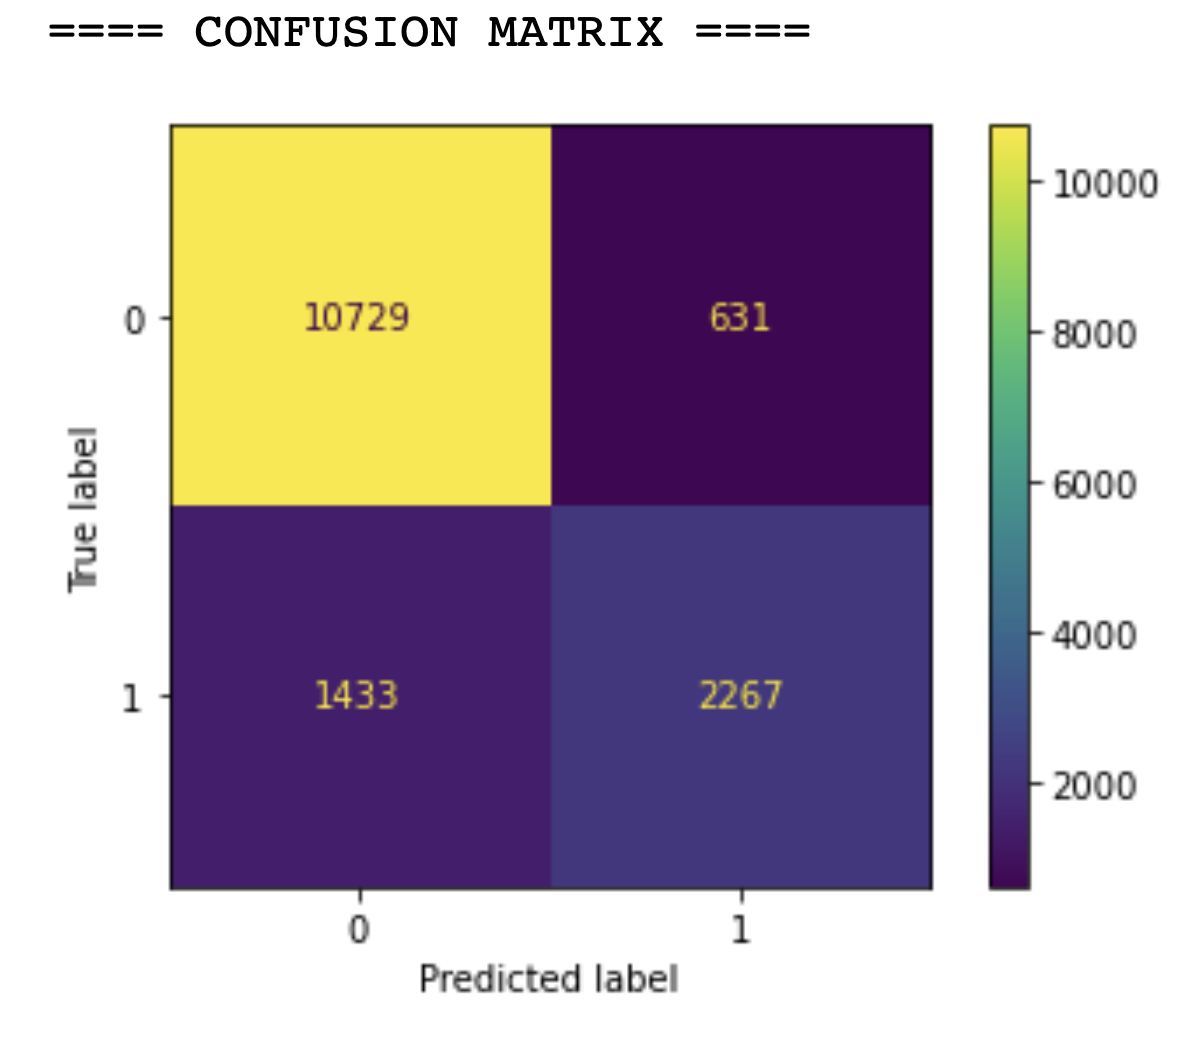 ==== CONFUSION MATRIX ====
10000
0 10729 631
8000
6000
True label
4000
1 1433 2267
2000
0 1
Predicted label